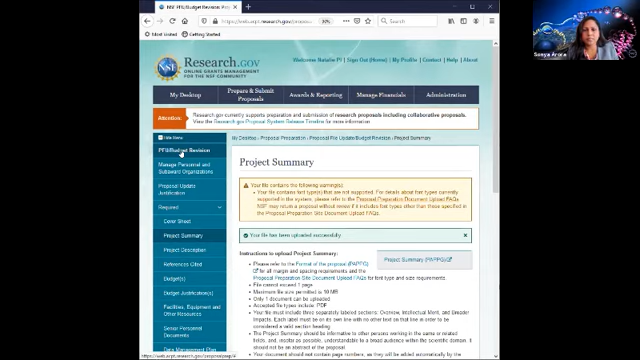 NSF PFU/Budget Revision
Most Visited
Getting Started
Search
Research.gov
ONLINE GRANTS MANAGEMENT
FOR THE NSF COMMUNITY
NSF
Welcome Natalie PI | Sign Out (Home) | My Profile | Contact | Help | About
My Desktop
Prepare & Submit
Proposals
Awards & Reporting
Manage Financials
Administration
Attention:
Research.gov currently supports preparation and submission of research proposals including collaborative proposals.
View the Research.gov Proposal System Release Timeline for more information.
Hide Menu
PFU/Budget Revision
Manage Personnel and
Subaward Organizations
Proposal Update
Justification
Required
Cover Sheet
Project Summary
Project Description
References Cited
Budget(s)
Budget Justification(s)
Facilities, Equipment and
Other Resources
Senior Personnel
Documents
Data Management Plan
My Desktop > Proposal Preparation > Proposal File Update/Budget Revision > Project Summary
Project Summary
Your file contains the following warning(s)
• Your file contains font type(s) that are not supported. For details about font types currently
supported in the system, please refer to the Proposal Preparation Document Upload FAQs.
NSF may return a proposal without review if it includes font types other than those specified in
the Proposal Preparation Site Document Upload FAQs.
Your file has been uploaded successfully.
Instructions to upload Project Summary:
Project Summary (PAPPG)
• Please refer to the Format of the proposal (PAPPG)
for all margin and spacing requirements and the
Proposal Preparation Site Document Upload FAQs for font type and size requirements.
• File cannot exceed 1 page
• Maximum file size permitted is 10 MB
• Only 1 document can be uploaded
• Accepted file types include: PDF
• Your file must include three separately labeled sections: Overview, Intellectual Merit, and Broader
Impacts. Each label must be on its own line with no other text on that line in order to be
considered a valid section heading
• The Project Summary should be informative to other persons working in the same or related
fields, and, insofar as possible, understandable to a broad audience within the scientific domain. It
should not be an abstract of the proposal
• Your document should not contain page numbers, as they will be added automatically by the
Sonya Arora